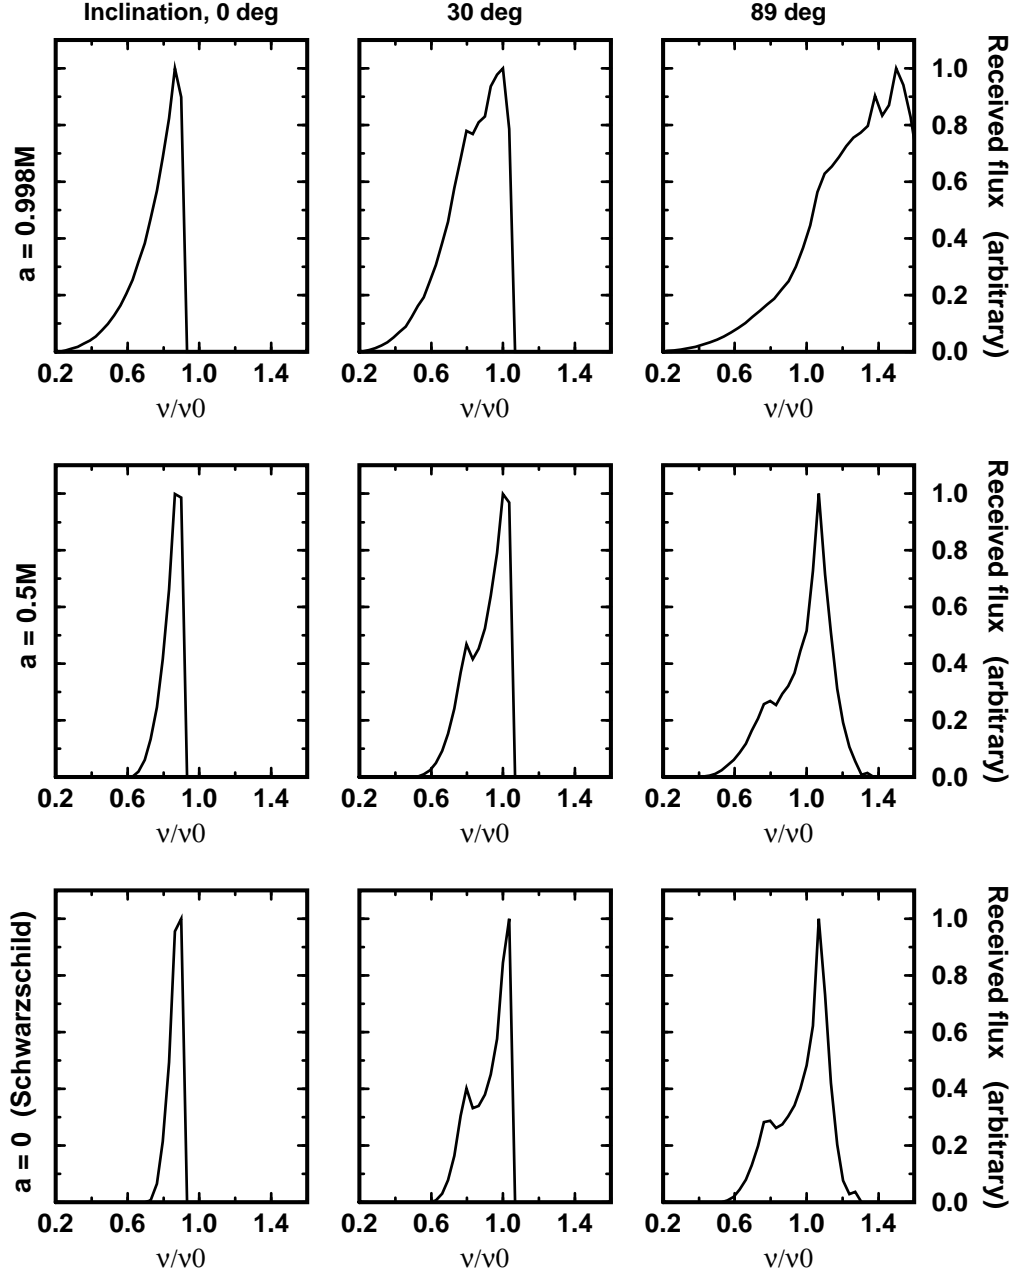 Inclination, 0 deg
30 deg
89 deg
a = 0.998M
1.0
0.8
0.6
0.4
0.2
0.0
Received flux (arbitrary)
0.2 0.6 1.0 1.4
0.2 0.6 1.0 1.4
0.2 0.6 1.0 1.4
ν/ν0
ν/ν0
ν/ν0
a = 0.5M
1.0
0.8
0.6
0.4
0.2
0.0
Received flux (arbitrary)
0.2 0.6 1.0 1.4
0.2 0.6 1.0 1.4
0.2 0.6 1.0 1.4
ν/ν0
ν/ν0
ν/ν0
a = 0 (Schwarzschild)
1.0
0.8
0.6
0.4
0.2
0.0
Received flux (arbitrary)
0.2 0.6 1.0 1.4
0.2 0.6 1.0 1.4
0.2 0.6 1.0 1.4
ν/ν0
ν/ν0
ν/ν0